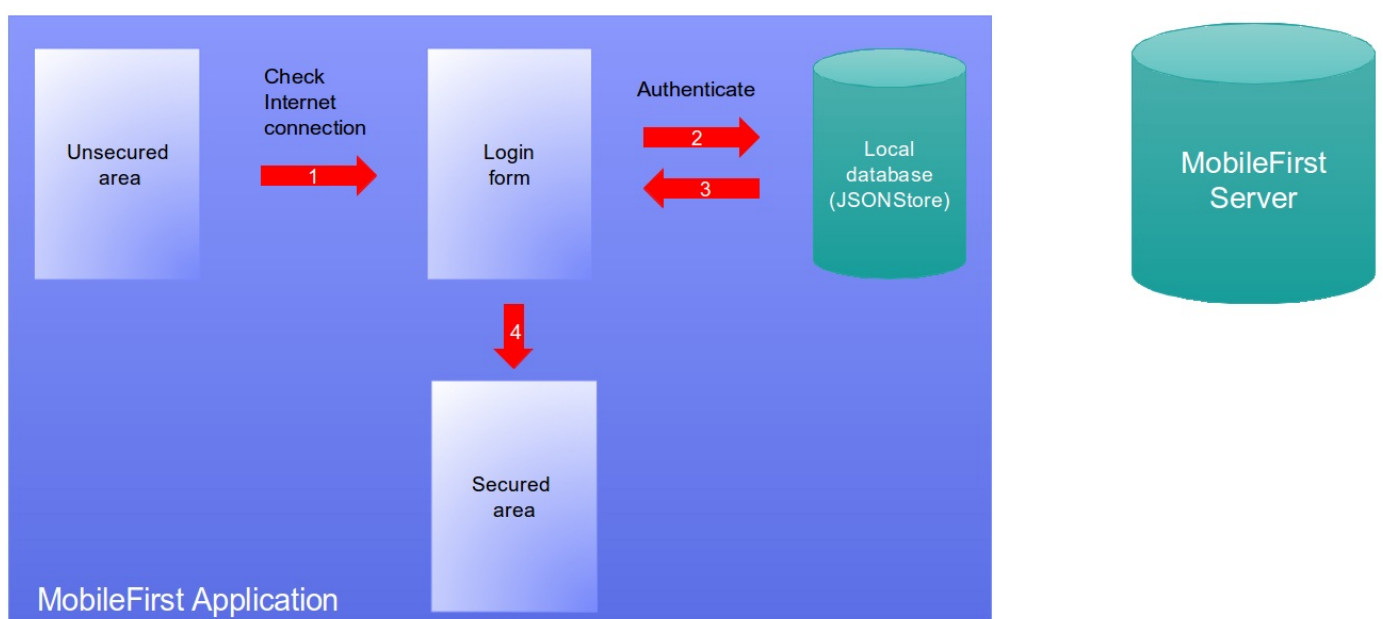 Unsecured
area
Check
Internet
connection
1
Login
form
Authenticate
2
3
Local
database
(JSONStore)
MobileFirst
Server
4
Secured
area
MobileFirst Application